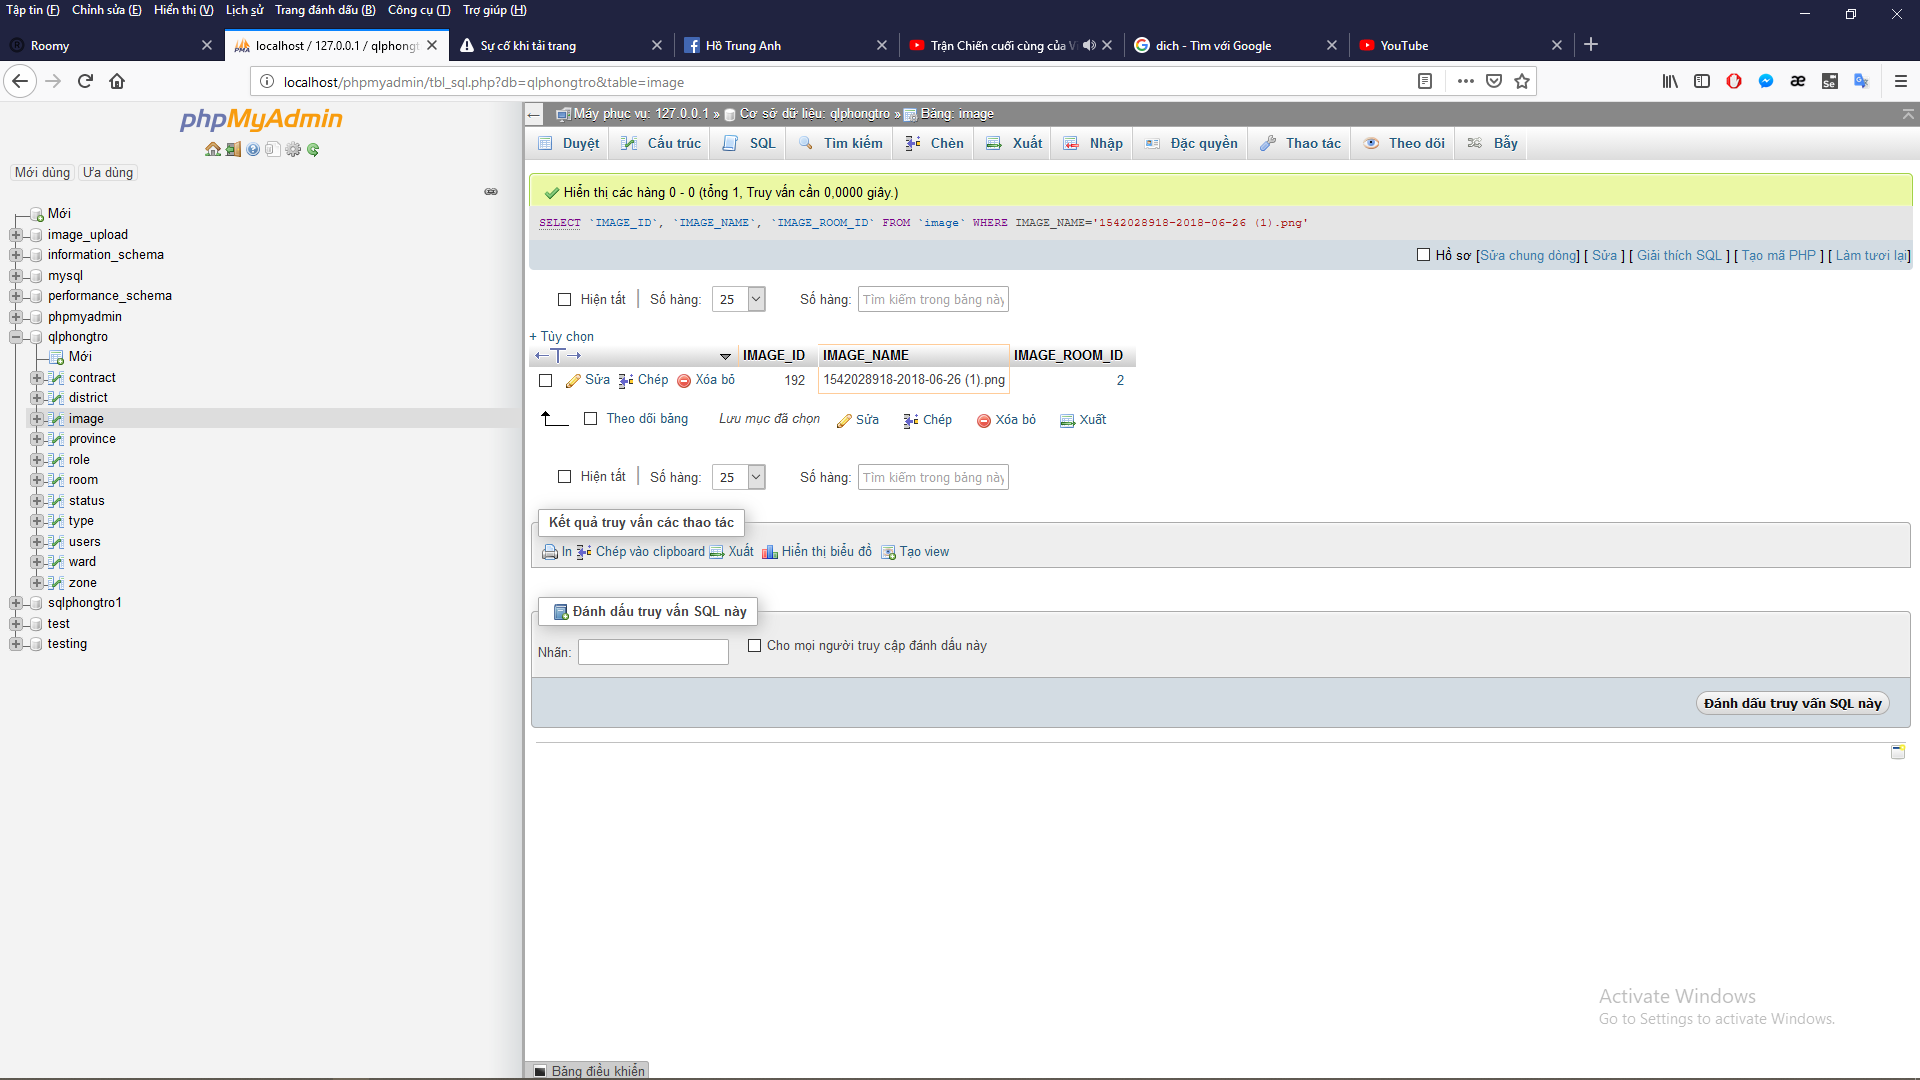 Tập tin (F) Chỉnh sửa (E) Hiển thị (V) Lịch sử Trang đánh dấu (B) Công cụ (T) Trợ giúp (H)
Roomy
localhost / 127.0.0.1 / qlphongt
Sự cố khi tải trang
Hồ Trung Anh
Trận Chiến cuối cùng của V
dich - Tìm với Google
YouTube
localhost/phpmyadmin/tbl_sql.php?db=qlphongtro&table=image
phpMyAdmin
Mới dùng Ưa dùng
Mới
image_upload
information_schema
mysql
performance_schema
phpmyadmin
qlphongtro
Mới
contract
district
image
province
role
room
status
type
users
ward
zone
sqlphongtro1
test
testing
Máy phục vụ: 127.0.0.1 » Cơ sở dữ liệu: qlphongtro » Bảng: image
Duyệt Cấu trúc SQL Tìm kiếm Chèn Xuất Nhập Đặc quyền Thao tác Theo dõi Bẫy
Hiển thị các hàng 0 - 0 (tổng 1, Truy vấn cần 0,0000 giây.)
SELECT `IMAGE_ID`, `IMAGE_NAME`, `IMAGE_ROOM_ID` FROM `image` WHERE IMAGE_NAME='1542028918-2018-06-26 (1).png'
Hồ sơ [Sửa chung dòng] [ Sửa ] [ Giải thích SQL ] [ Tạo mã PHP ] [ Làm tươi lại]
Hiện tất Số hàng: 25 Số hàng: Tìm kiếm trong bảng này
+ Tùy chọn
←T→ IMAGE_ID IMAGE_NAME IMAGE_ROOM_ID
Sửa Chép Xóa bỏ 192 1542028918-2018-06-26 (1).png 2
Theo dõi bảng Lưu mục đã chọn Sửa Chép Xóa bỏ Xuất
Hiện tất Số hàng: 25 Số hàng: Tìm kiếm trong bảng này
Kết quả truy vấn các thao tác
In Chép vào clipboard Xuất Hiển thị biểu đồ Tạo view
Đánh dấu truy vấn SQL này
Nhãn: Cho mọi người truy cập đánh dấu này
Đánh dấu truy vấn SQL này
Activate Windows
Go to Settings to activate Windows.
Bảng điều khiển